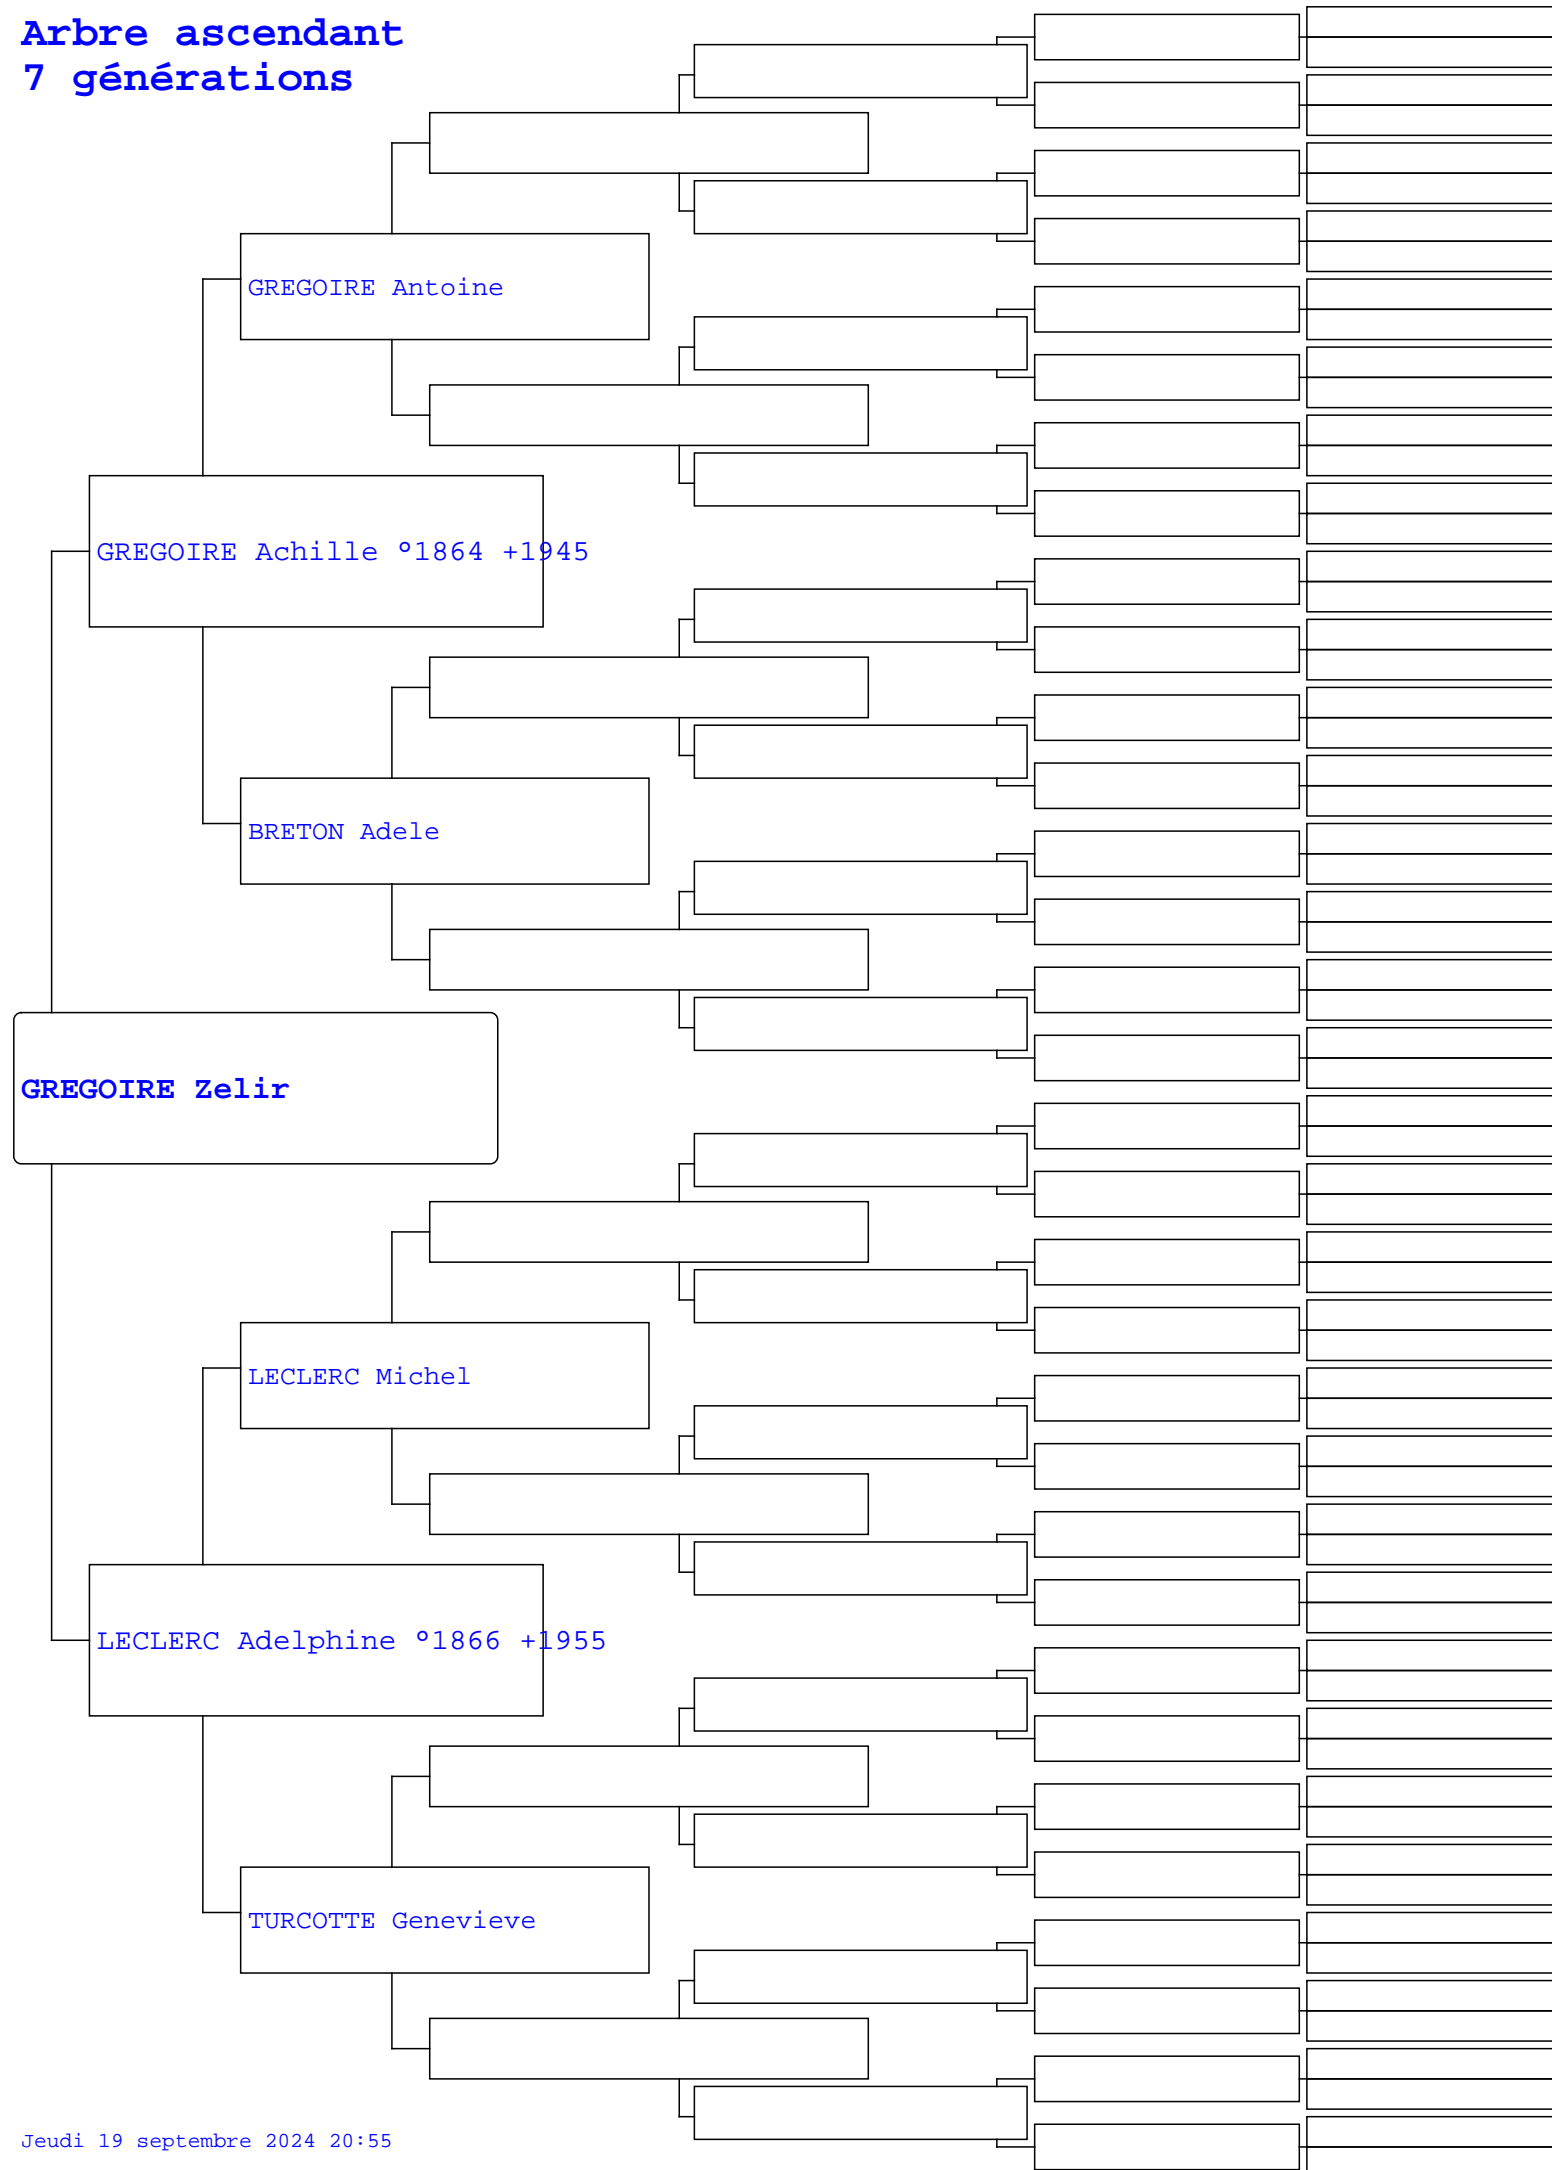 Arbre ascendant
7 générations
GREGOIRE Antoine
GREGOIRE Achille °1864 +1945
BRETON Adele
GREGOIRE Zelir
LECLERC Michel
LECLERC Adelphine °1866 +1955
TURCOTTE Genevieve
Jeudi 19 septembre 2024 20:55